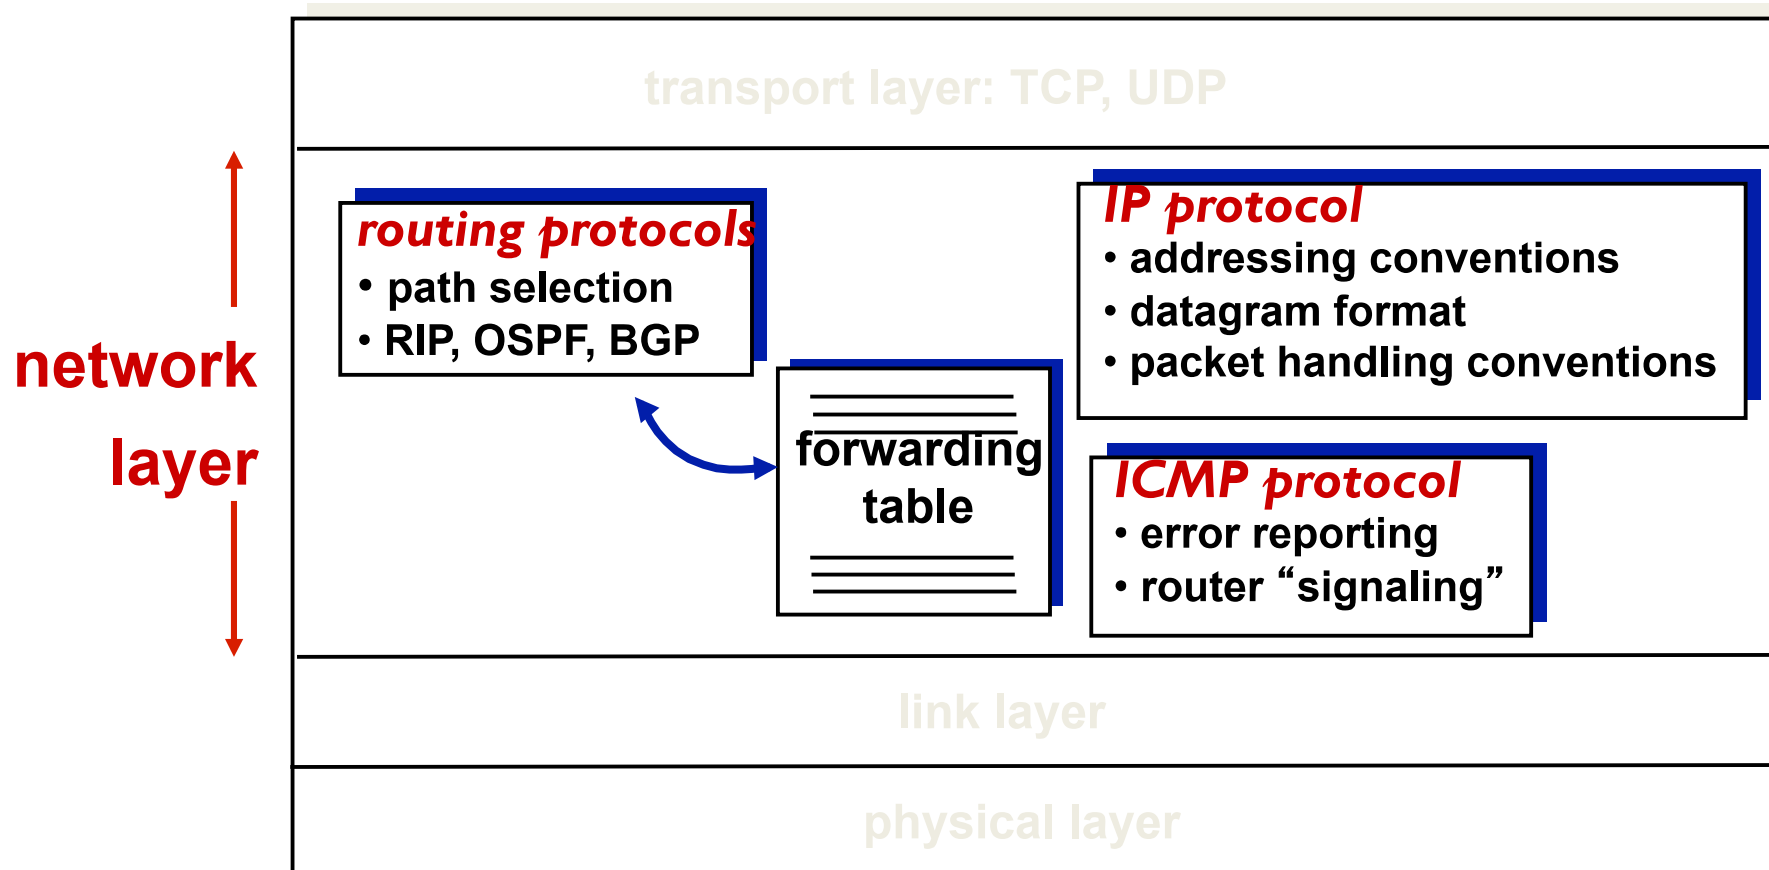 transport layer: TCP, UDP
network
layer
routing protocols
• path selection
• RIP, OSPF, BGP
forwarding
table
IP protocol
• addressing conventions
• datagram format
• packet handling conventions
ICMP protocol
• error reporting
• router “signaling”
link layer
physical layer